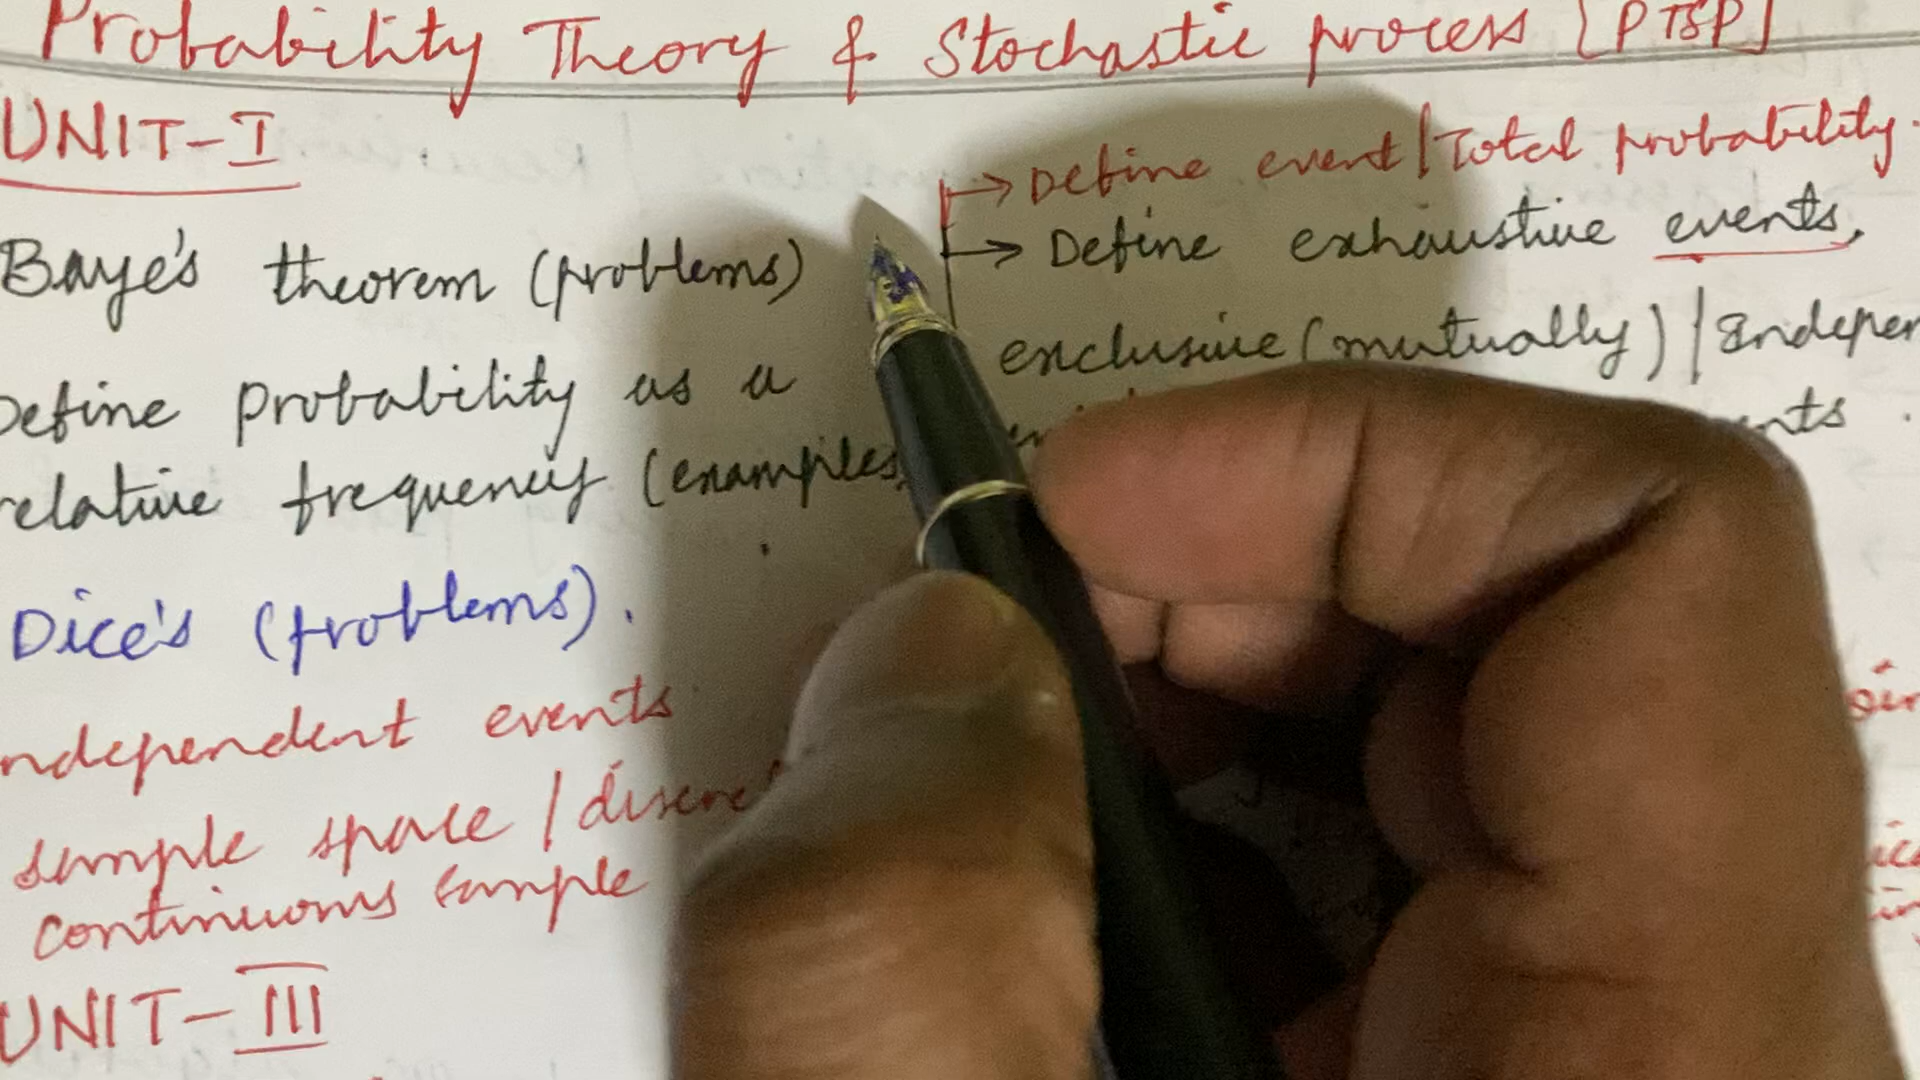 Probability Theory & Stochastic process [PTSP]
UNIT-I
Baye's theorem (problems)
Define probability as a
relative frequency (examples
Dice's (problems).
ndependent events
sample space / discre
continuous sample
UNIT-III
→ Define event / Total probability.
→ Define exhaustive events,
exclusive (mutually) / Indepen